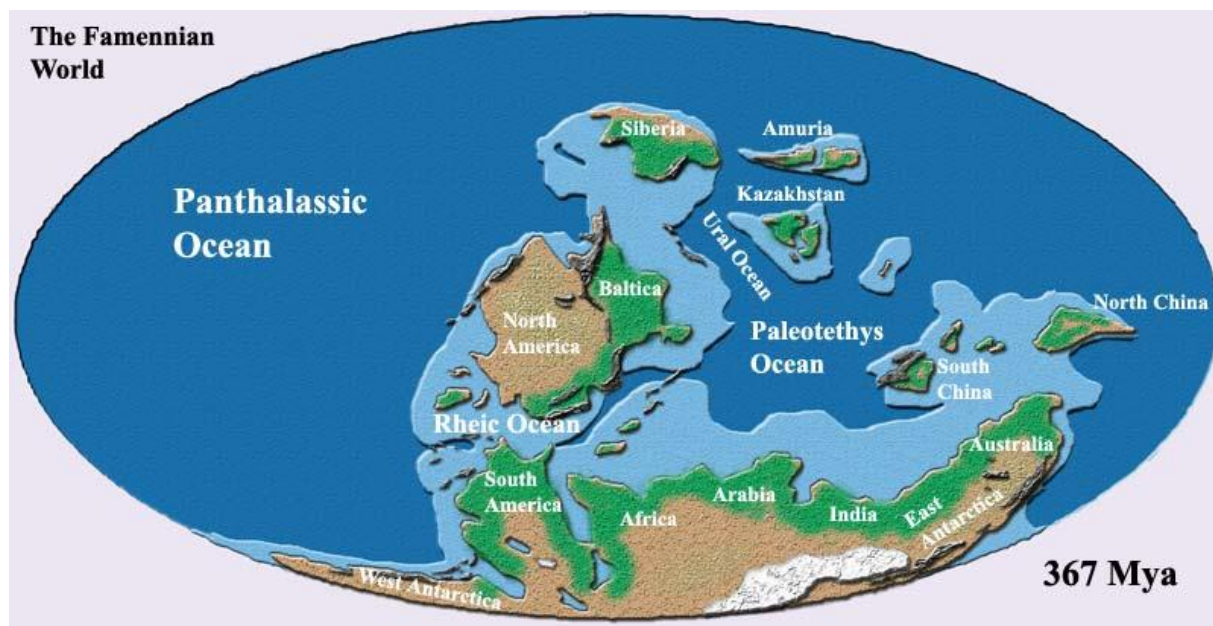 The Famennian
World
Siberia
Amuria
Kazakhstan
Panthalassic
Ocean
Ural Ocean
Baltica
North China
North
America
Paleotethys
Ocean
South
China
Rheic Ocean
Australia
South
America
Arabia
Africa
India
East
Antarctica
West Antarctica
367 Mya